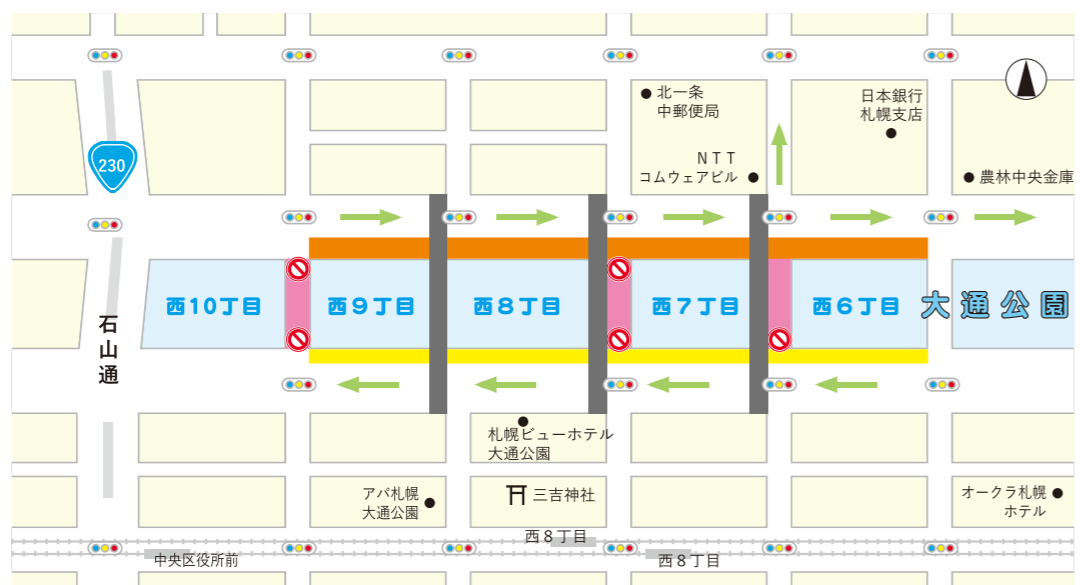 北一条
中郵便局
日本銀行
札幌支店
NTT
コムウェアビル
農林中央金庫
230
西10丁目
西9丁目
西8丁目
西7丁目
西6丁目
大通公園
石山通
札幌ビューホテル
大通公園
アパ札幌
大通公園
三吉神社
オークラ札幌
ホテル
西8丁目
中央区役所前
西8丁目